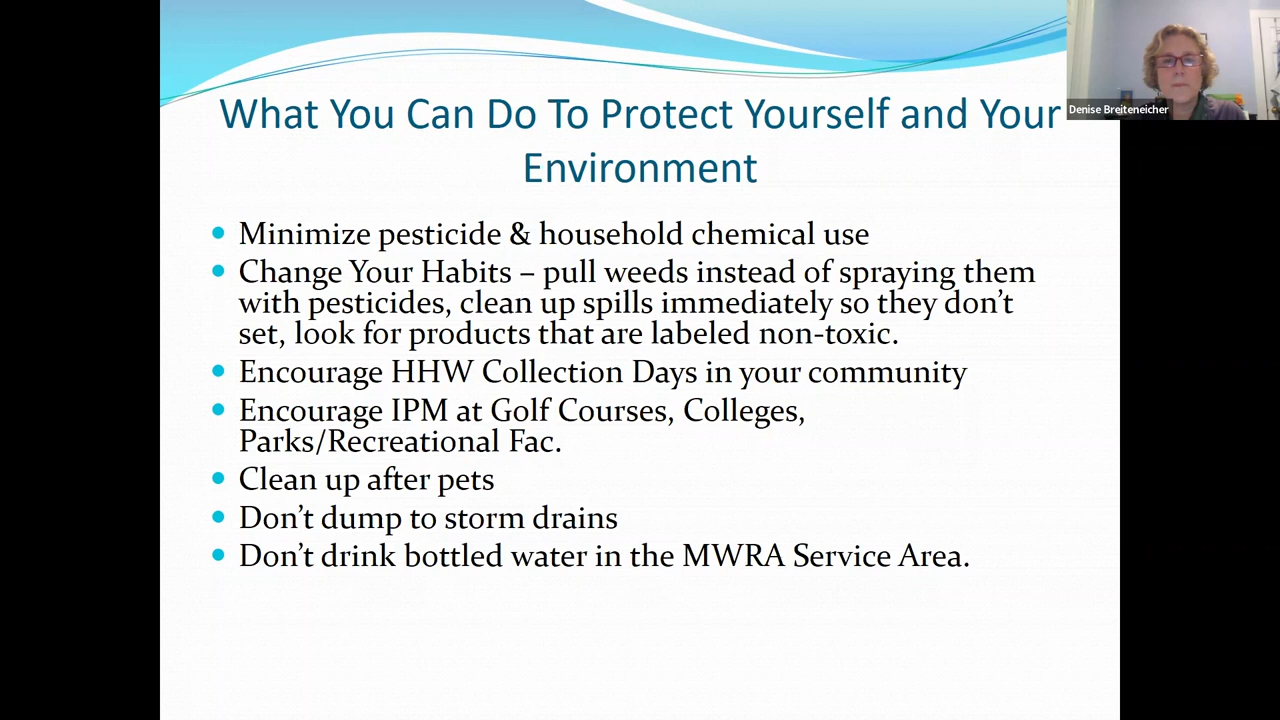 What You Can Do To Protect Yourself and Your
Environment
Denise Breiteneicher
• Minimize pesticide & household chemical use
• Change Your Habits – pull weeds instead of spraying them
with pesticides, clean up spills immediately so they don’t
set, look for products that are labeled non-toxic.
• Encourage HHW Collection Days in your community
• Encourage IPM at Golf Courses, Colleges,
Parks/Recreational Fac.
• Clean up after pets
• Don’t dump to storm drains
• Don’t drink bottled water in the MWRA Service Area.